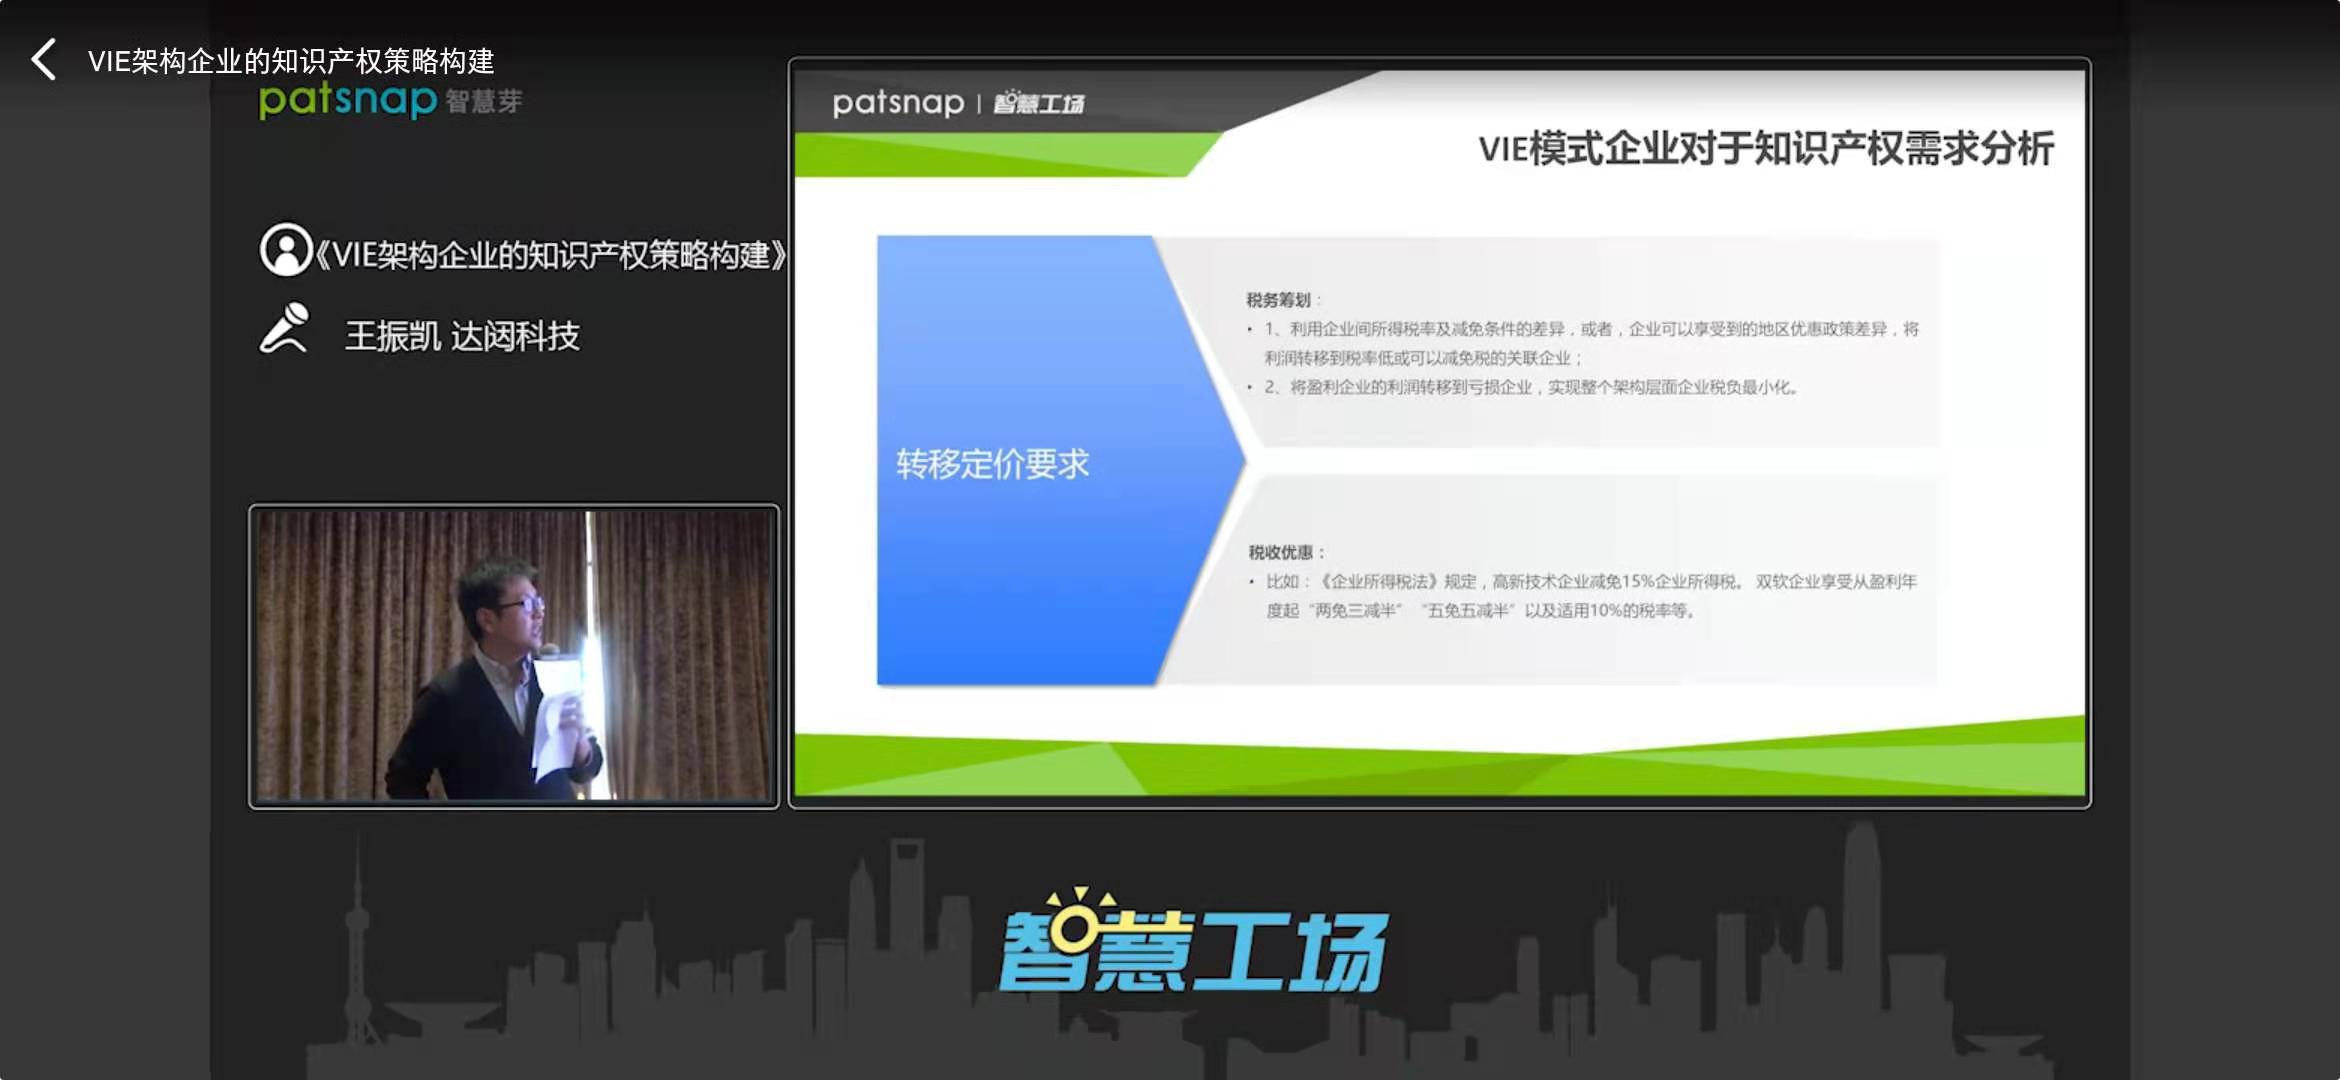 VIE架构企业的知识产权策略构建
patsnap 智慧芽
《VIE架构企业的知识产权策略构建》
王振凯 达闼科技
patsnap | 智慧工场
VIE模式企业对于知识产权需求分析
转移定价要求
税务筹划：
• 1、利用企业间所得税率及减免条件的差异，或者，企业可以享受到的地区优惠政策差异，将
利润转移到税率低或可以减免税的关联企业；
• 2、将盈利企业的利润转移到亏损企业，实现整个架构层面企业税负最小化。
税收优惠：
• 比如：《企业所得税法》规定，高新技术企业减免15%企业所得税。 双软企业享受从盈利年
度起“两免三减半” “五免五减半”以及适用10%的税率等。
智慧工场